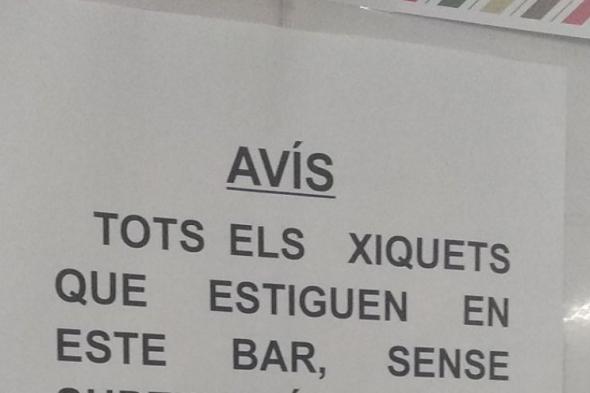 AVÍS
TOTS ELS XIQUETS
QUE ESTIGUEN EN
ESTE BAR, SENSE